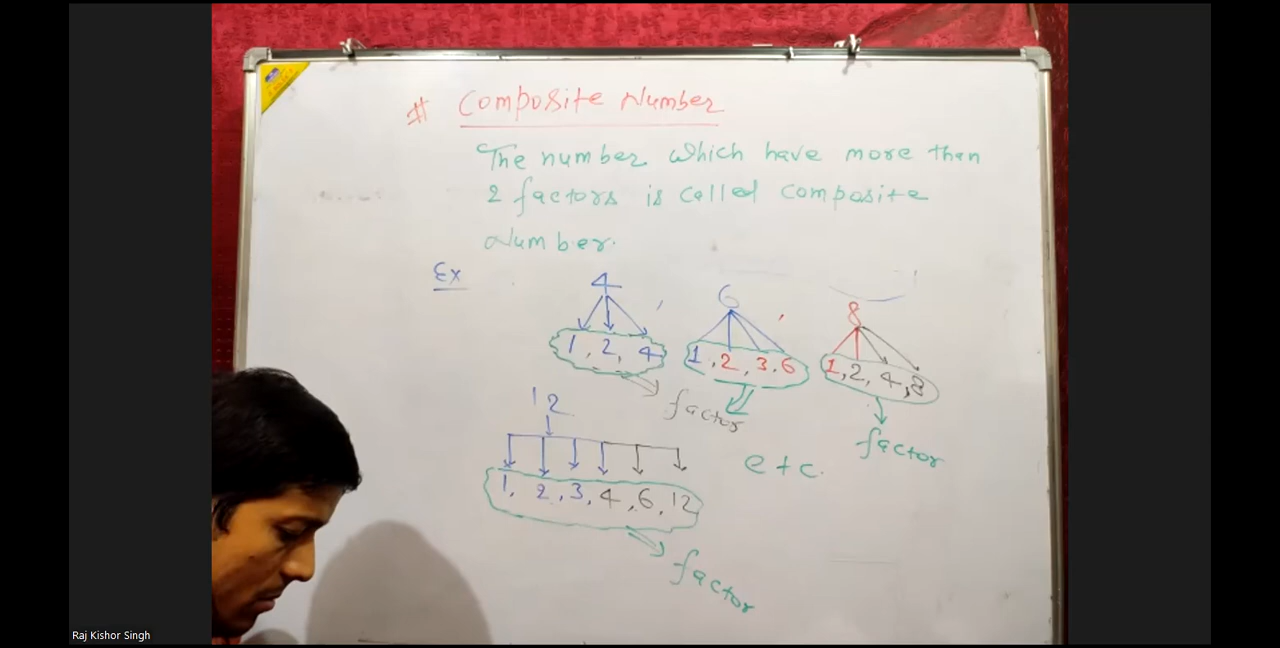 # Composite Number
The number which have more than
2 factors is called composite
Number.
Ex
4
1, 2, 4
factor
6
1, 2, 3, 6
8
1, 2, 4, 8
factor
12
1, 2, 3, 4, 6, 12
factor
etc.
Raj Kishor Singh